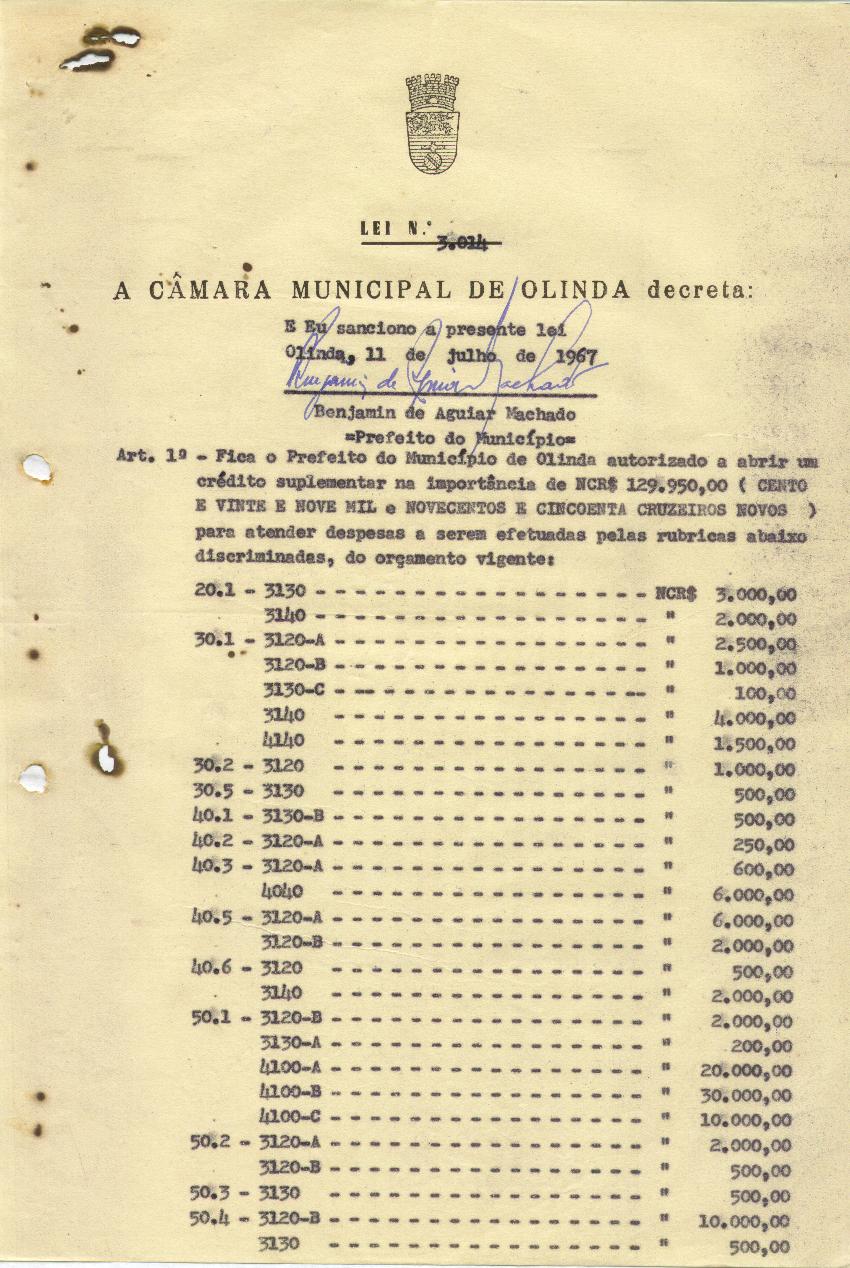 LEI N.º 3.014
A CÂMARA MUNICIPAL DE OLINDA decreta:
E Eu sanciono a presente lei
Olinda, 11 de julho de 1967
Benjamin de Aguiar Machado
Benjamin de Aguiar Machado
=Prefeito do Município=
Art. 1º - Fica o Prefeito do Município de Olinda autorizado a abrir um
crédito suplementar na importância de NCR$ 129.950,00 ( CENTO
E VINTE E NOVE MIL e NOVECENTOS E CINCOENTA CRUZEIROS NOVOS )
para atender despesas a serem efetuadas pelas rubricas abaixo
discriminadas, do orçamento vigente:
20.1 - 3130 - - - - - - - - - - - - - - - - - - NCR$ 3.000,00
3140 - - - - - - - - - - - - - - - - - - " 2.000,00
30.1 - 3120-A - - - - - - - - - - - - - - - - - " 2.500,00
3120-B - - - - - - - - - - - - - - - - - " 1.000,00
3130-C - - - - - - - - - - - - - - - - - " 100,00
3140 - - - - - - - - - - - - - - - - - " 4.000,00
4140 - - - - - - - - - - - - - - - - - " 1.500,00
30.2 - 3120 - - - - - - - - - - - - - - - - - " 1.000,00
30.5 - 3130 - - - - - - - - - - - - - - - - - " 500,00
40.1 - 3130-B - - - - - - - - - - - - - - - - - " 500,00
40.2 - 3120-A - - - - - - - - - - - - - - - - - " 250,00
40.3 - 3120-A - - - - - - - - - - - - - - - - - " 600,00
4040 - - - - - - - - - - - - - - - - - " 6.000,00
40.5 - 3120-A - - - - - - - - - - - - - - - - - " 6.000,00
3120-B - - - - - - - - - - - - - - - - - " 2.000,00
40.6 - 3120 - - - - - - - - - - - - - - - - - " 500,00
3140 - - - - - - - - - - - - - - - - - " 2.000,00
50.1 - 3120-B - - - - - - - - - - - - - - - - - " 2.000,00
3130-A - - - - - - - - - - - - - - - - - " 200,00
4100-A - - - - - - - - - - - - - - - - - " 20.000,00
4100-B - - - - - - - - - - - - - - - - - " 30.000,00
4100-C - - - - - - - - - - - - - - - - - " 10.000,00
50.2 - 3120-A - - - - - - - - - - - - - - - - - " 2.000,00
3120-B - - - - - - - - - - - - - - - - - " 500,00
50.3 - 3130 - - - - - - - - - - - - - - - - - " 500,00
50.4 - 3120-B - - - - - - - - - - - - - - - - - " 10.000,00
3130 - - - - - - - - - - - - - - - - - " 500,00